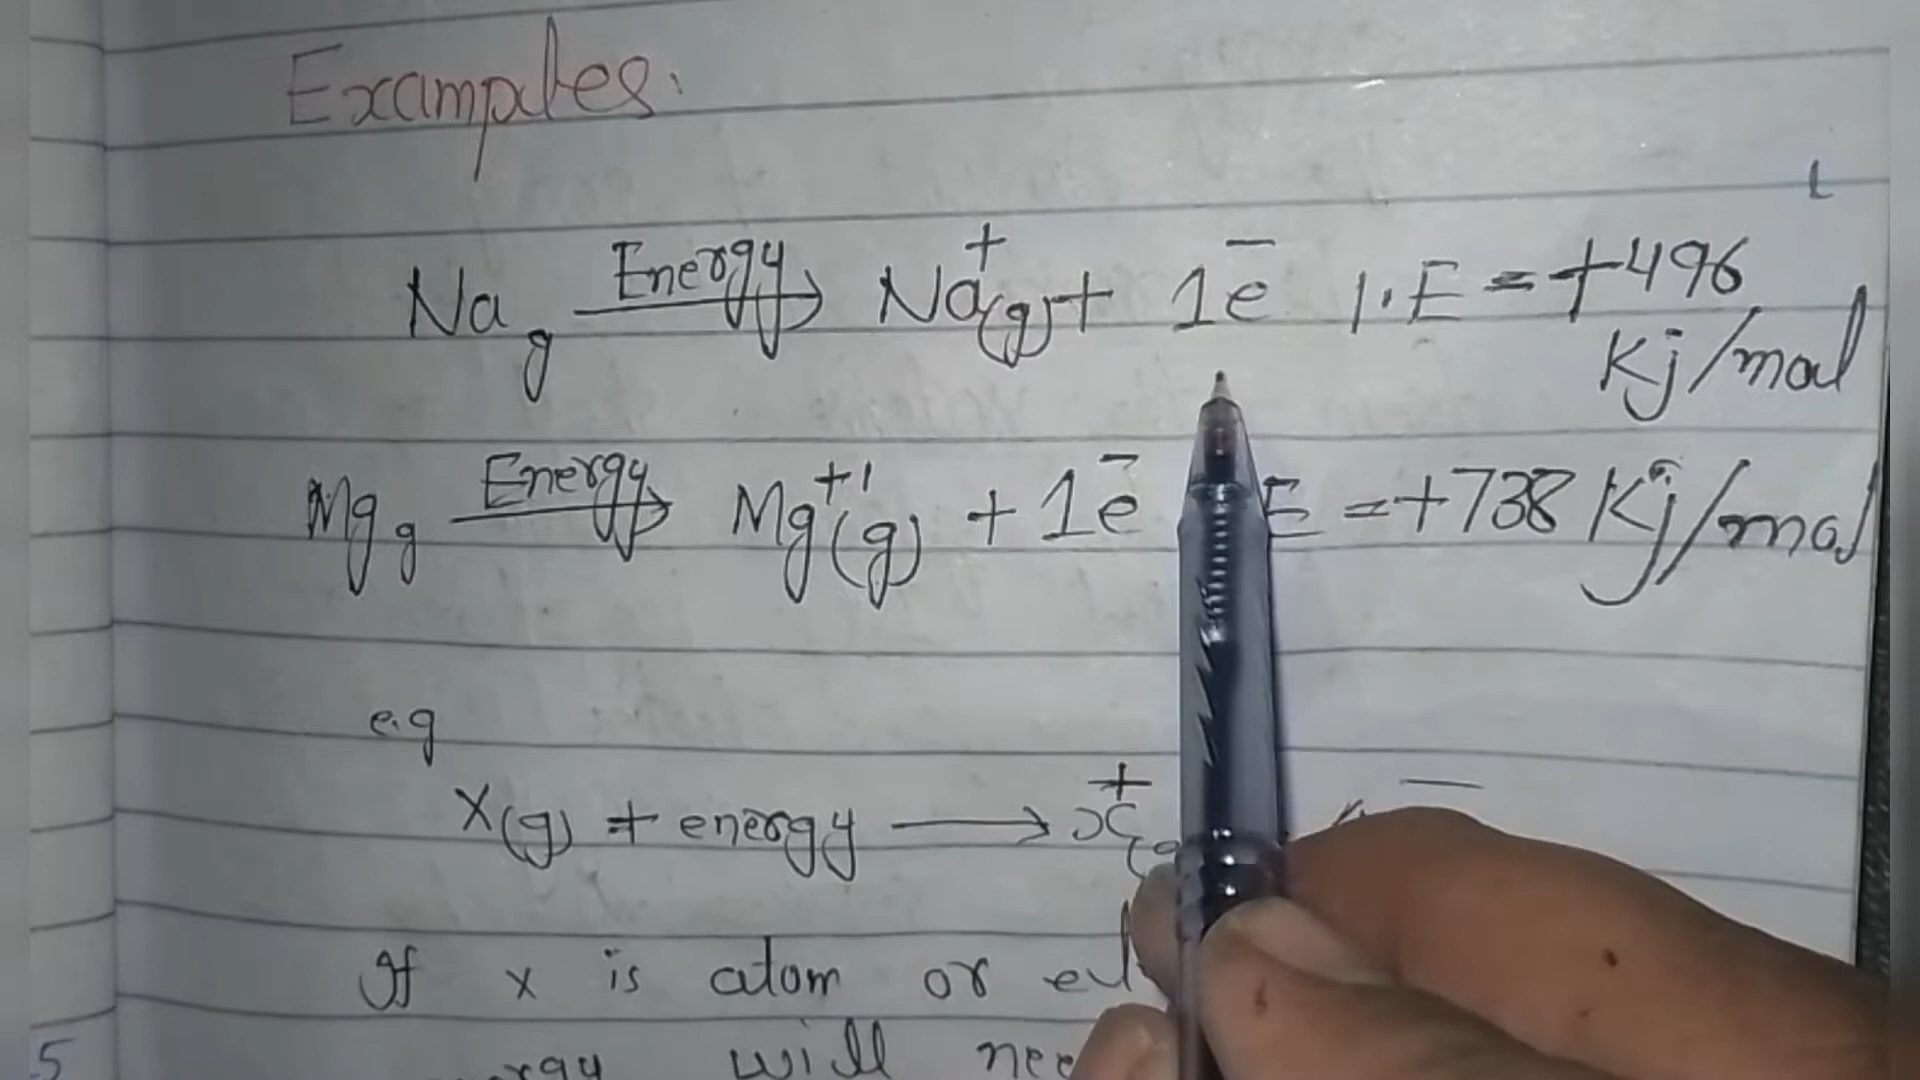 Examples.
Na g Energy → Na⁺(g) + 1e⁻ I.E = +496
Kj/mol
Mg g Energy → Mg⁺¹(g) + 1e⁻ E = +738 Kj/mol
e.g
X(g) + energy → x⁺
If x is atom or
will
5